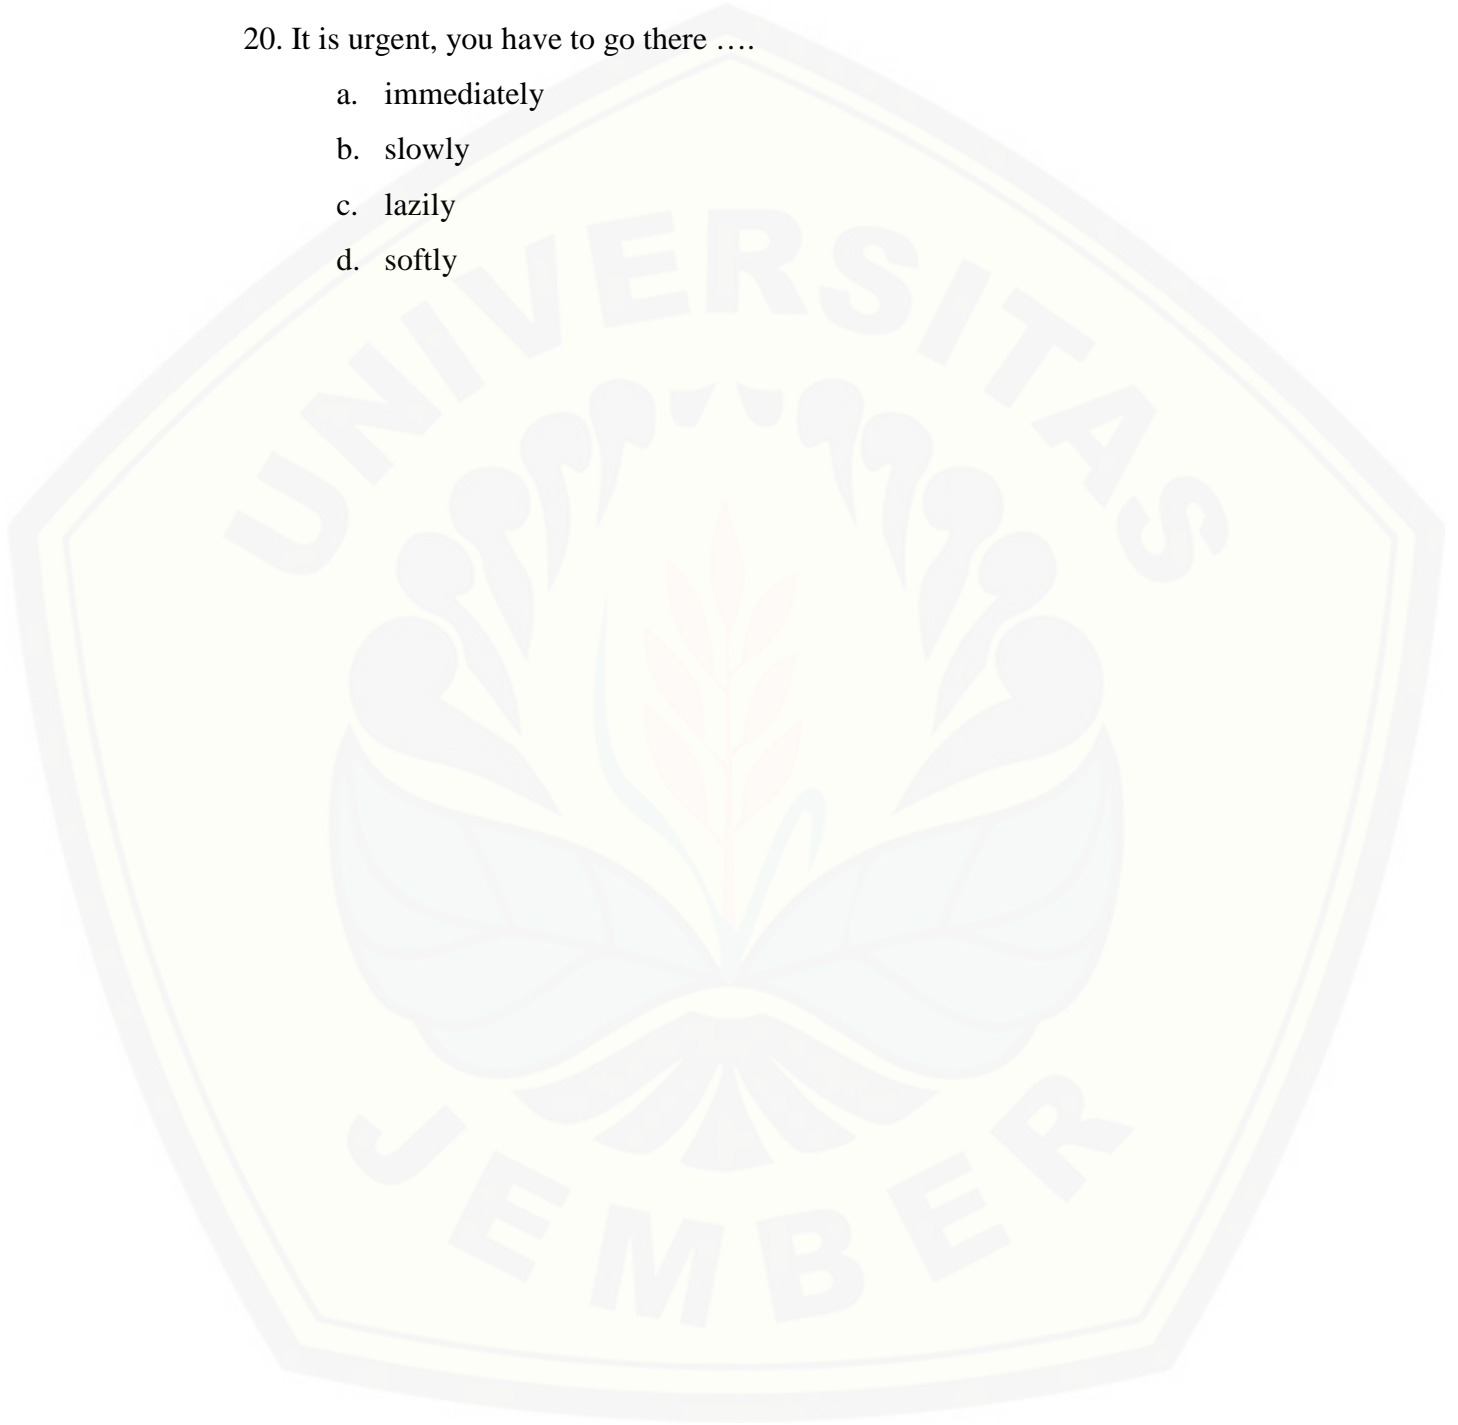 20. It is urgent, you have to go there ….
a. immediately
b. slowly
c. lazily
d. softly
UNIVERSITAS
JEMBER